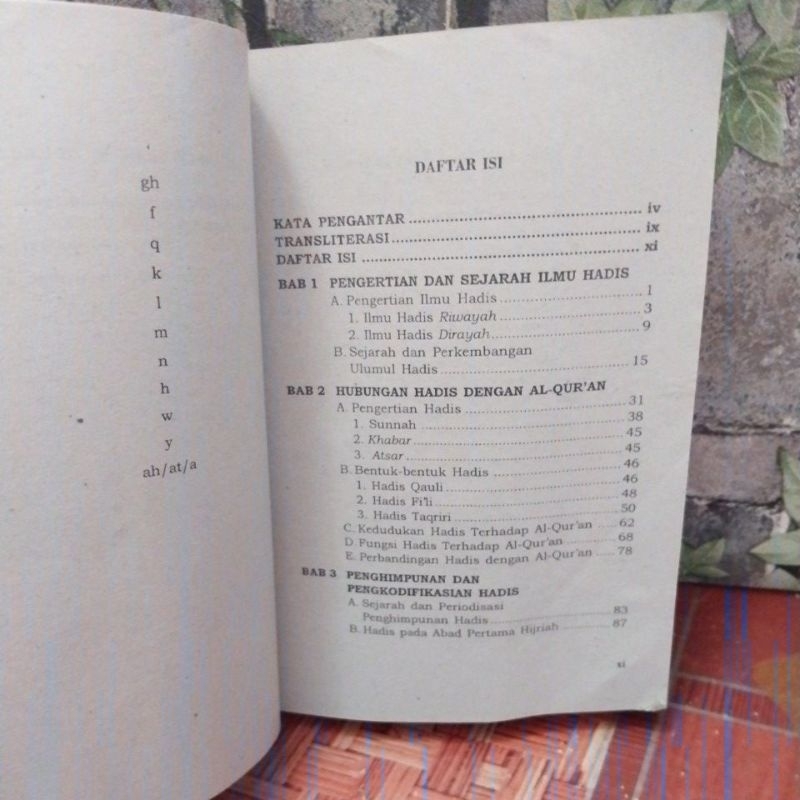 gh
f
q
k
l
m
n
h
w
y
ah/at/a
DAFTAR ISI
KATA PENGANTAR iv
TRANSLITERASI ix
DAFTAR ISI xi
BAB 1 PENGERTIAN DAN SEJARAH ILMU HADIS
A. Pengertian Ilmu Hadis 1
1. Ilmu Hadis Riwayah 3
2. Ilmu Hadis Dirayah 9
B. Sejarah dan Perkembangan
Ulumul Hadis 15
BAB 2 HUBUNGAN HADIS DENGAN AL-QUR'AN
A. Pengertian Hadis 31
1. Sunnah 38
2. Khabar 45
3. Atsar 45
B. Bentuk-bentuk Hadis 46
1. Hadis Qauli 46
2. Hadis Fi'li 48
3. Hadis Taqriri 50
C. Kedudukan Hadis Terhadap Al-Qur'an 62
D. Fungsi Hadis Terhadap Al-Qur'an 68
E. Perbandingan Hadis dengan Al-Qur'an 78
BAB 3 PENGHIMPUNAN DAN
PENGKODIFIKASIAN HADIS
A. Sejarah dan Periodisasi
Penghimpunan Hadis 83
B. Hadis pada Abad Pertama Hijriah 87
xi